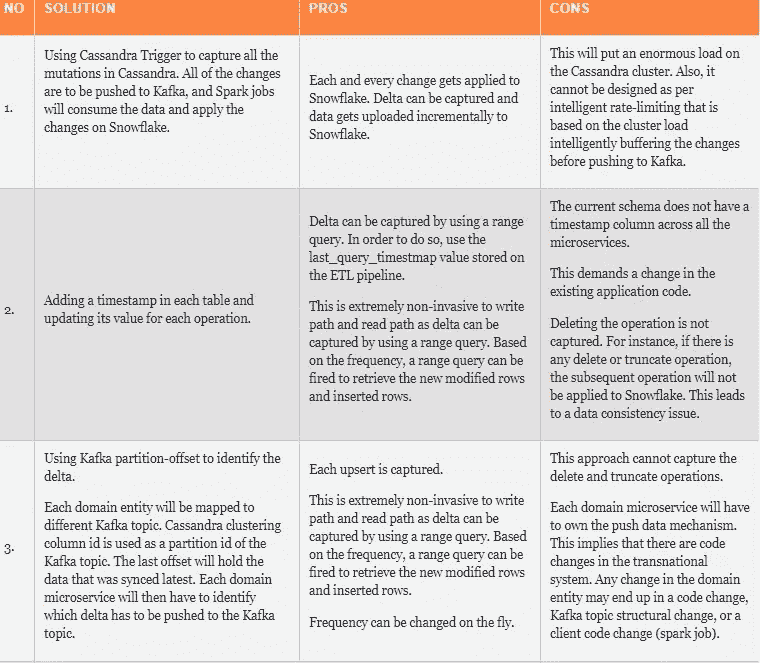 NO SOLUTION PROS CONS
1.
Using Cassandra Trigger to capture all the
mutations in Cassandra. All of the changes
are to be pushed to Kafka, and Spark jobs
will consume the data and apply the
changes on Snowflake.
Each and every change gets applied to
Snowflake. Delta can be captured and
data gets uploaded incrementally to
Snowflake.
This will put an enormous load on
the Cassandra cluster. Also, it
cannot be designed as per
intelligent rate-limiting that is
based on the cluster load
intelligently buffering the changes
before pushing to Kafka.
2.
Adding a timestamp in each table and
updating its value for each operation.
Delta can be captured by using a range
query. In order to do so, use the
last_query_timestmap value stored on
the ETL pipeline.
This is extremely non-invasive to write
path and read path as delta can be
captured by using a range query. Based
on the frequency, a range query can be
fired to retrieve the new modified rows
and inserted rows.
The current schema does not have a
timestamp column across all the
microservices.
This demands a change in the
existing application code.
Deleting the operation is not
captured. For instance, if there is
any delete or truncate operation,
the subsequent operation will not
be applied to Snowflake. This leads
to a data consistency issue.
3.
Using Kafka partition-offset to identify the
delta.
Each domain entity will be mapped to
different Kafka topic. Cassandra clustering
column id is used as a partition id of the
Kafka topic. The last offset will hold the
data that was synced latest. Each domain
microservice will then have to identify
which delta has to be pushed to the Kafka
topic.
Each upsert is captured.
This is extremely non-invasive to write
path and read path as delta can be
captured by using a range query. Based
on the frequency, a range query can be
fired to retrieve the new modified rows
and inserted rows.
Frequency can be changed on the fly.
This approach cannot capture the
delete and truncate operations.
Each domain microservice will have
to own the push data mechanism.
This implies that there are code
changes in the transnational
system. Any change in the domain
entity may end up in a code change,
Kafka topic structural change, or a
client code change (spark job).